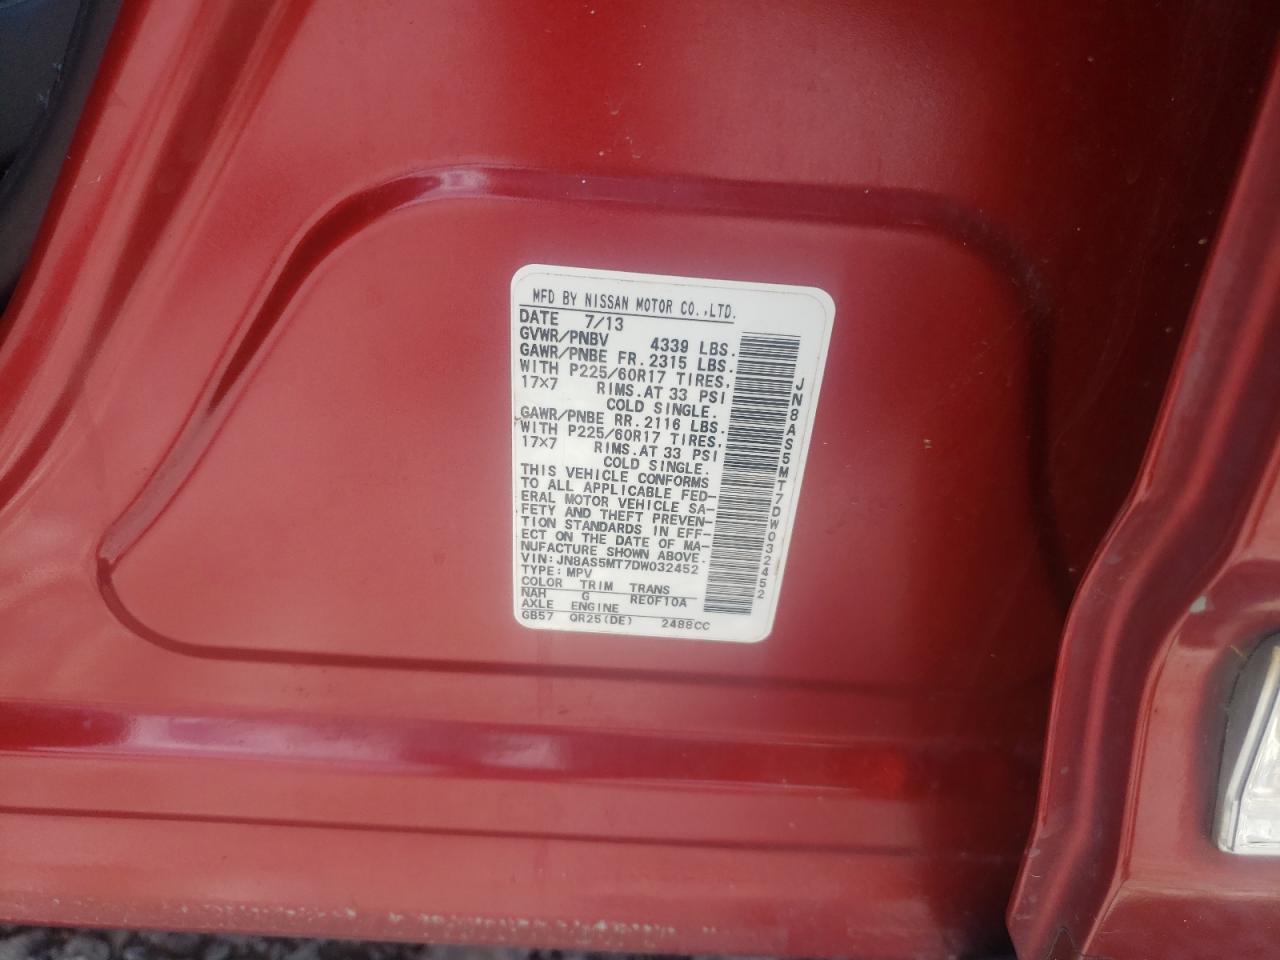 MFD BY NISSAN MOTOR CO.,LTD.
DATE 7/13
GVWR/PNBV 4339 LBS.
GAWR/PNBE FR. 2315 LBS.
WITH P225/60R17 TIRES,
17×7 RIMS.AT 33 PSI
COLD SINGLE.
GAWR/PNBE RR. 2116 LBS.
WITH P225/60R17 TIRES,
17×7 RIMS.AT 33 PSI
COLD SINGLE.
THIS VEHICLE CONFORMS
TO ALL APPLICABLE FED-
ERAL MOTOR VEHICLE SA-
FETY AND THEFT PREVEN-
TION STANDARDS IN EFF-
ECT ON THE DATE OF MA-
NUFACTURE SHOWN ABOVE.
VIN:JN8AS5MT7DW032452
TYPE:MPV
COLOR TRIM TRANS
NAH G RE0F10A
AXLE ENGINE
GB57 QR25(DE) 2488CC
JN8AS5MT7DW032452